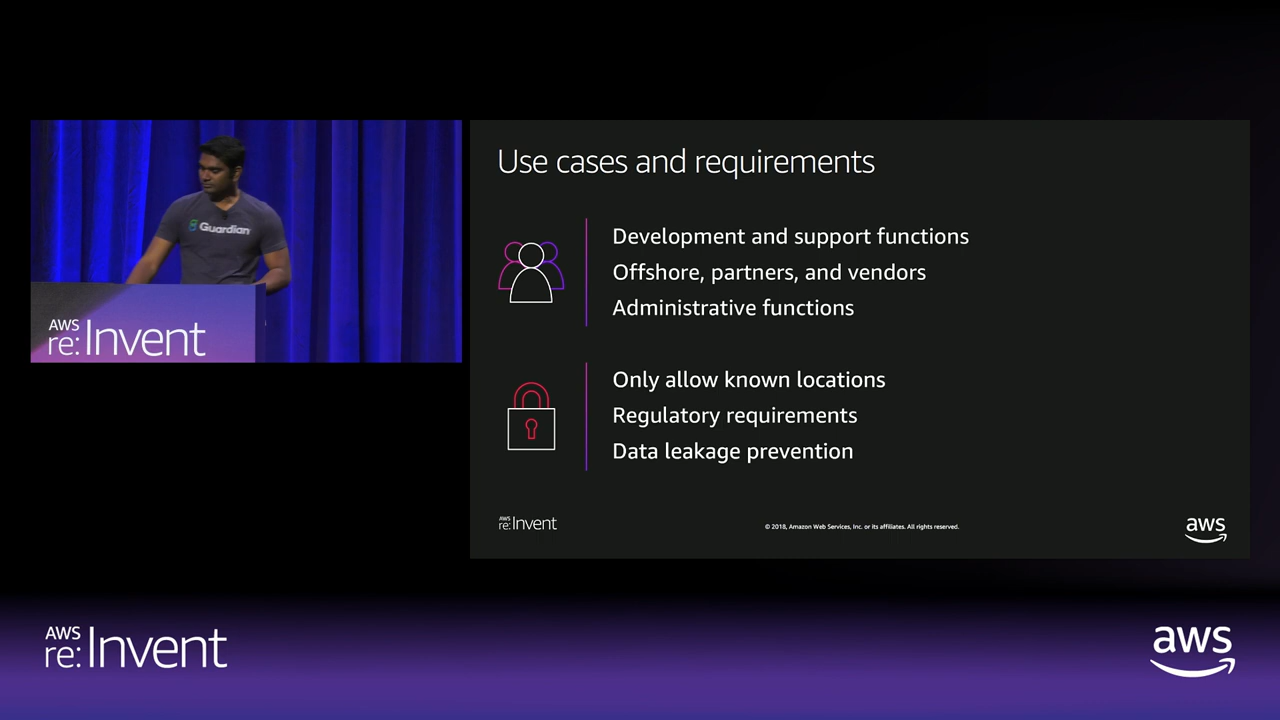 Guardian
AWS
re:Invent
Use cases and requirements
Development and support functions
Offshore, partners, and vendors
Administrative functions
Only allow known locations
Regulatory requirements
Data leakage prevention
AWS
re:Invent
© 2018, Amazon Web Services, Inc. or its affiliates. All rights reserved.
aws
AWS
re:Invent
aws